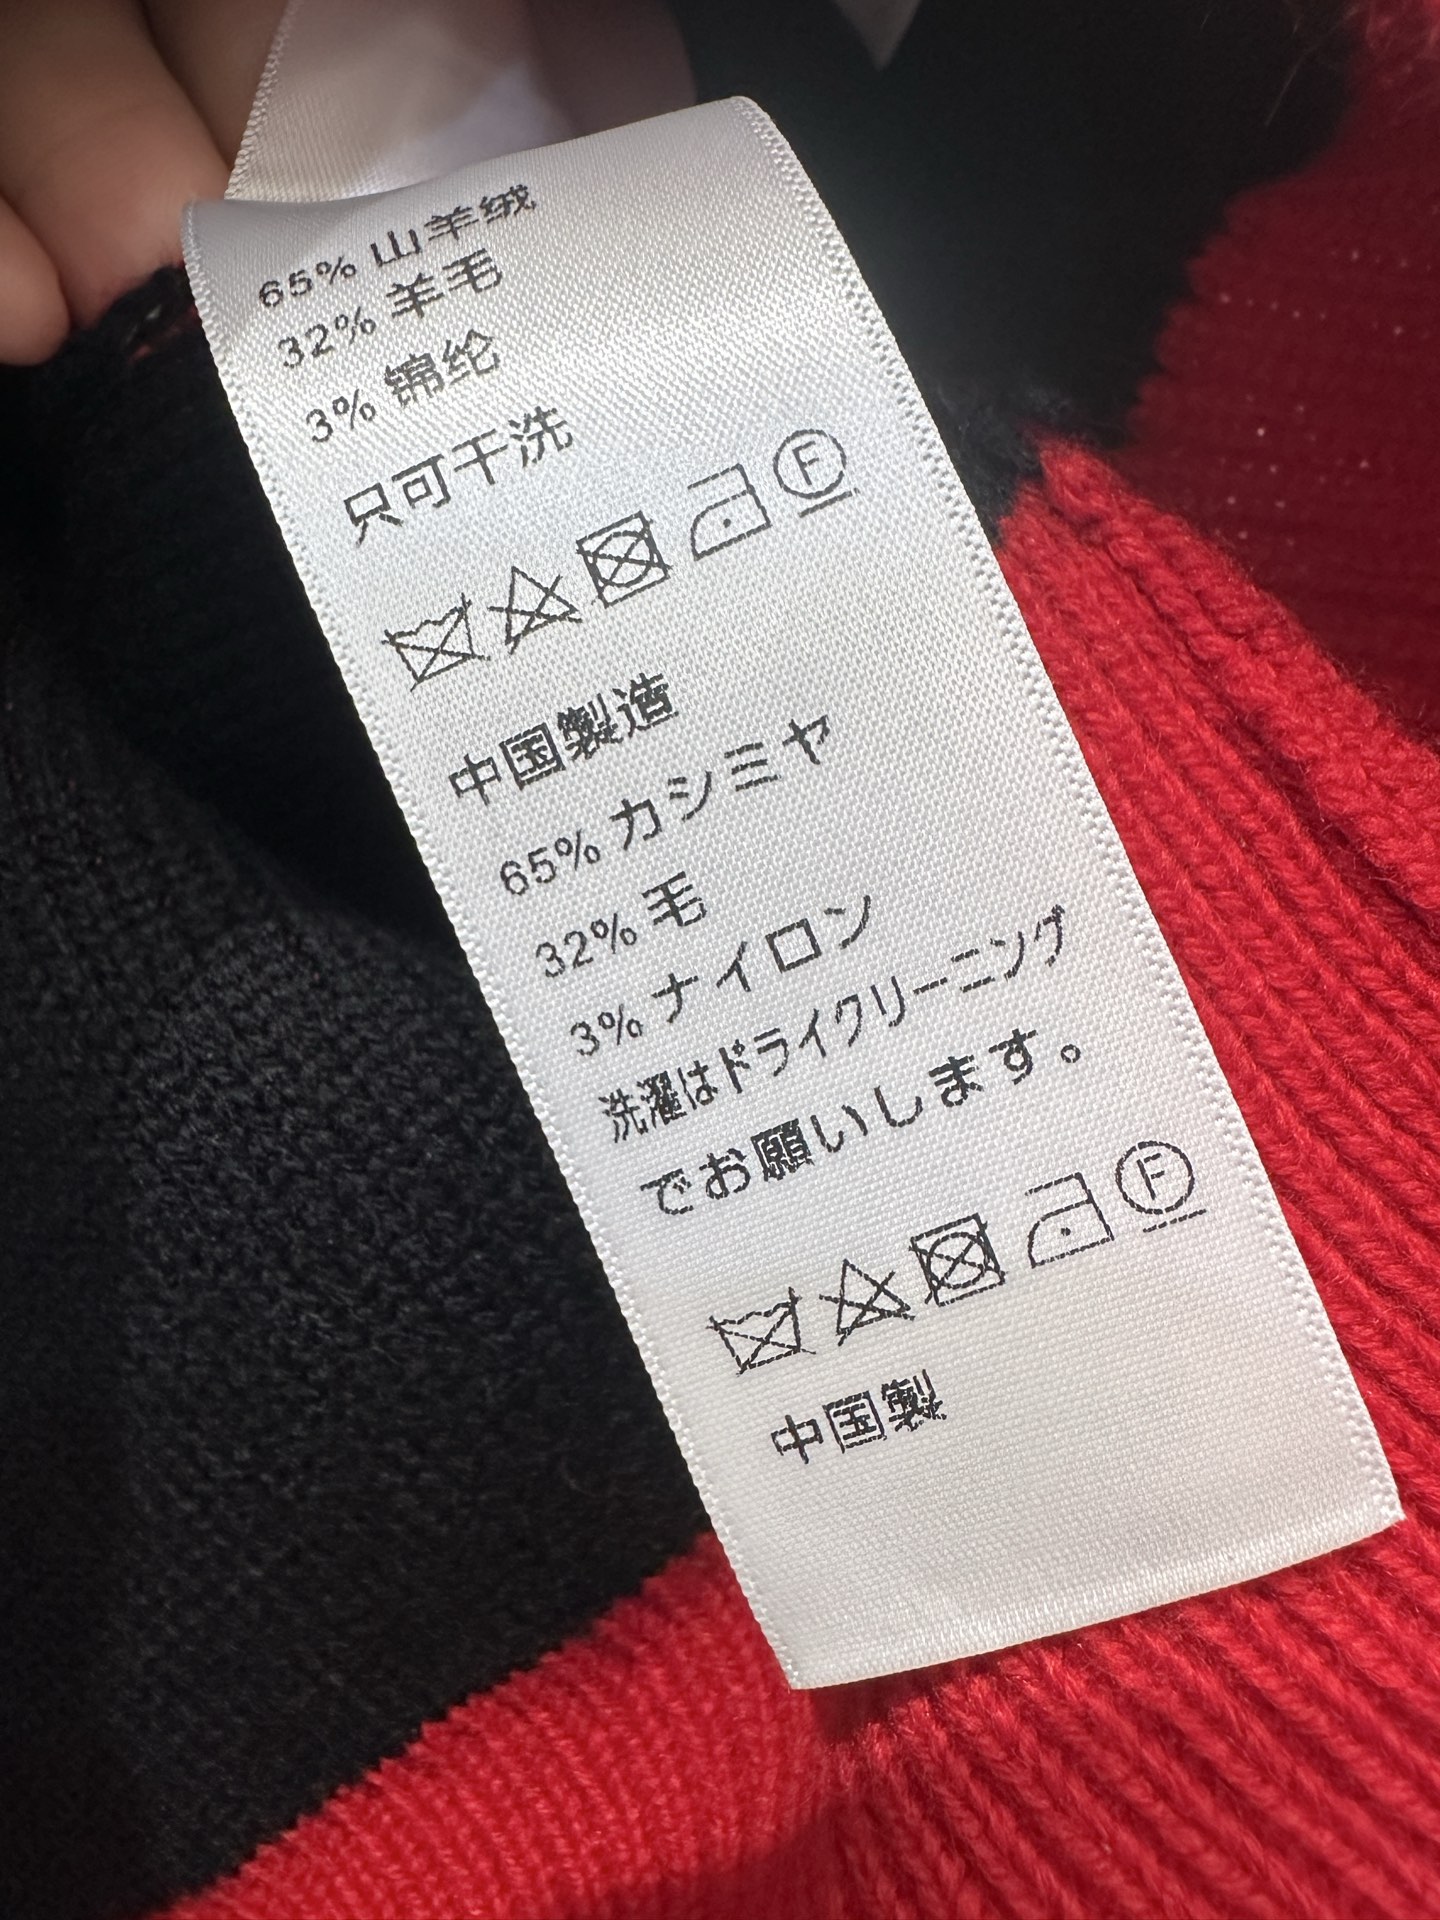 65% 山羊绒
32% 羊毛
3% 锦纶
只可干洗
F
中国製造
65% カシミヤ
32% 毛
3% ナイロン
洗濯はドライクリーニング
でお願いします。
F
中国製